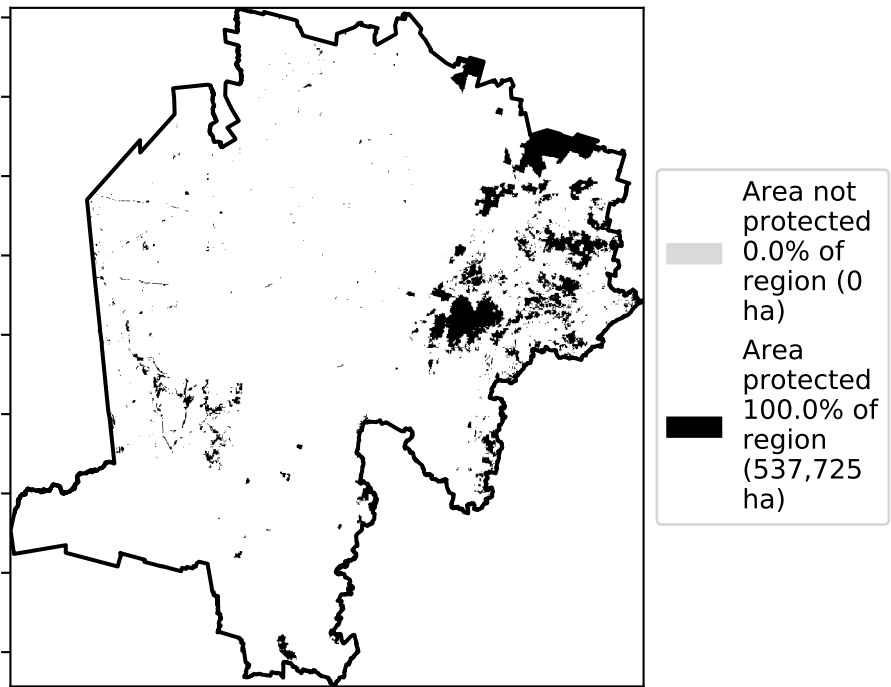 Area not
protected
0.0% of
region (0
ha)
Area
protected
100.0% of
region
(537,725
ha)